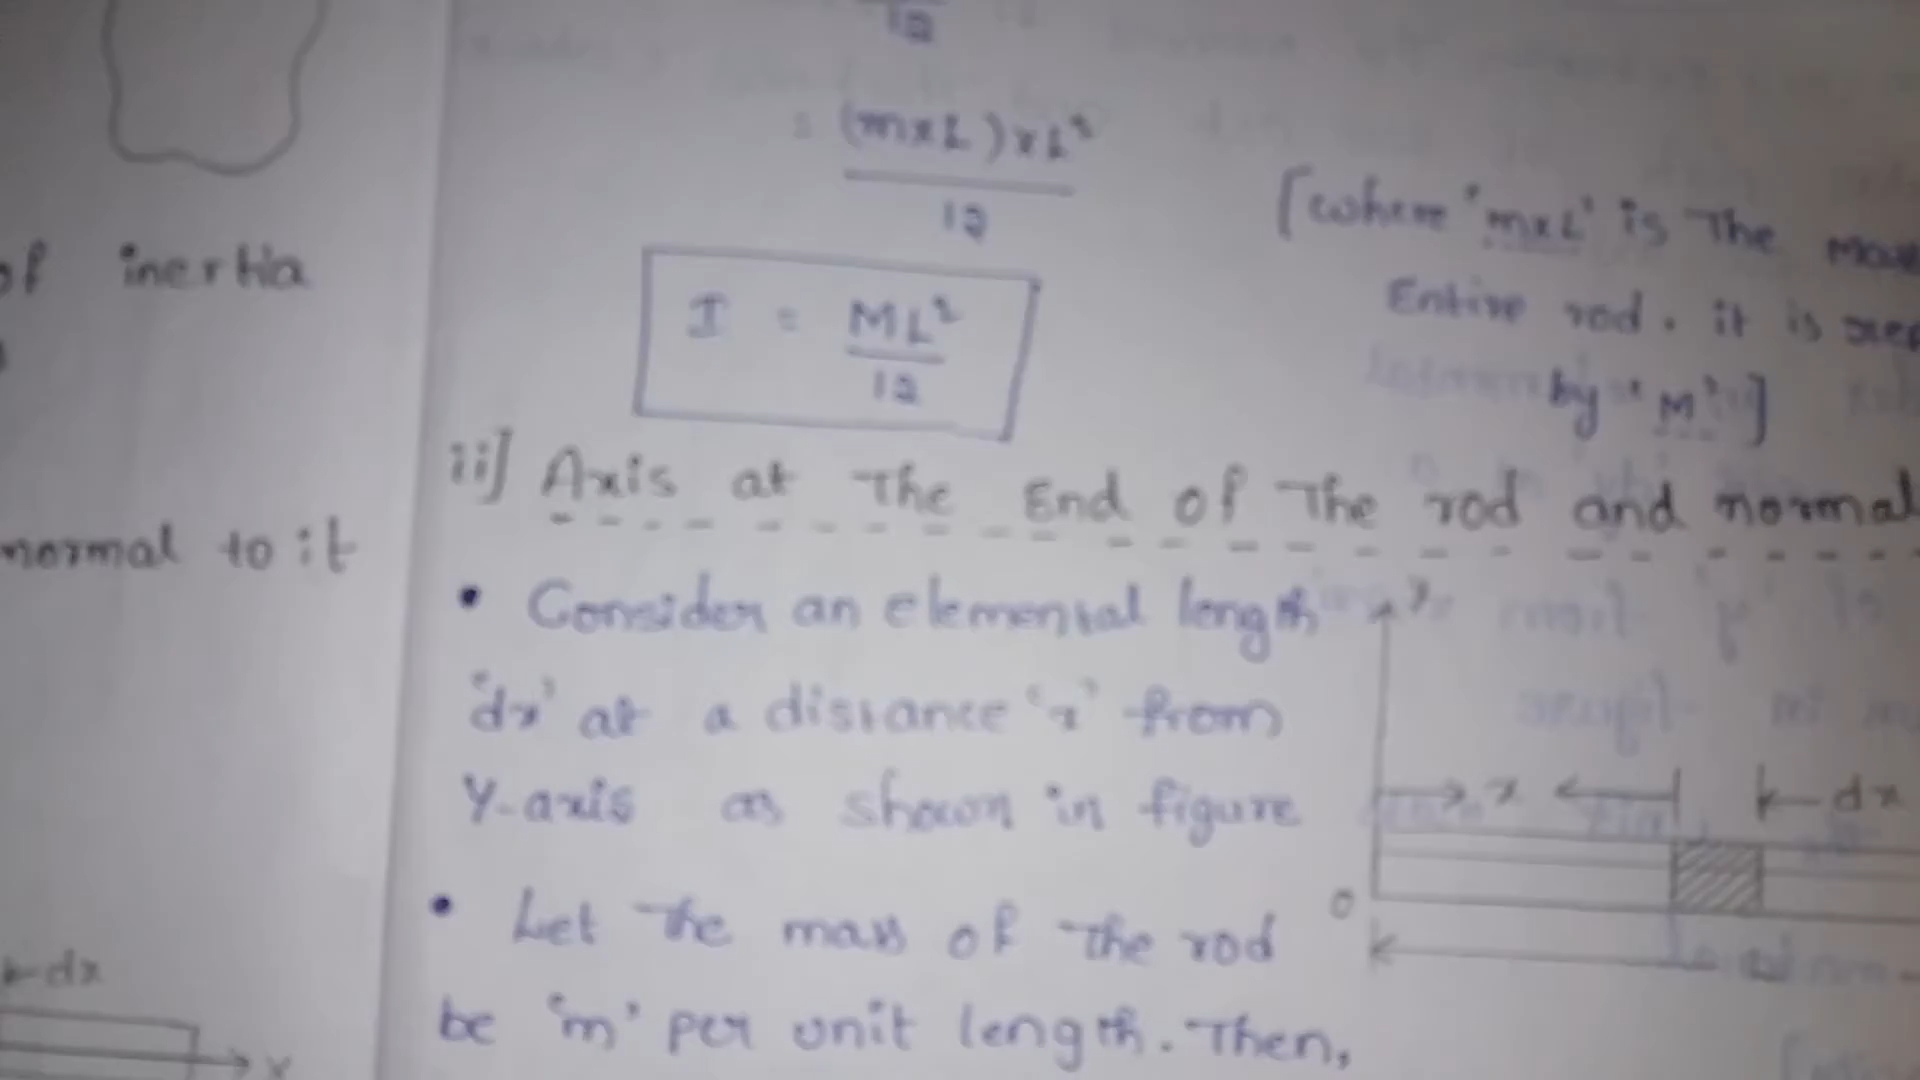 of inertia
normal to it
dx
x
12
= (m×L)×L²
12
[where 'm×L' is The
Entire rod. it is
by 'M']
I = ML²
12
ii] Axis at The End of The rod and normal
• Consider an elemental length
'dx' at a distance 'x' from
Y-axis as shown in figure
• Let The mass of The rod
be 'm' per unit length. Then,
y
x
dx
0